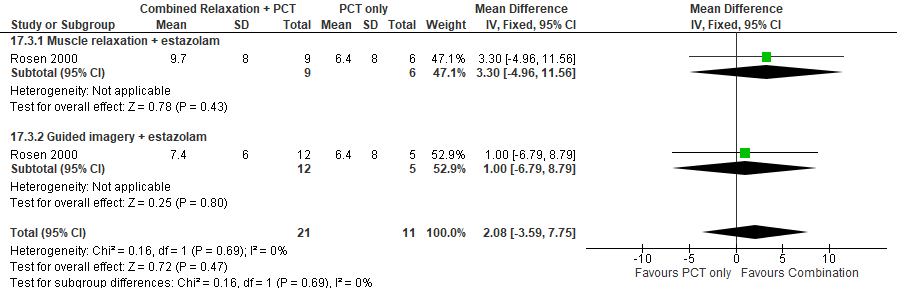 Combined Relaxation + PCT PCT only Mean Difference Mean Difference
Study or Subgroup Mean SD Total Mean SD Total Weight IV, Fixed, 95% CI IV, Fixed, 95% CI
17.3.1 Muscle relaxation + estazolam
Rosen 2000 9.7 8 9 6.4 8 6 47.1% 3.30 [-4.96, 11.56]
Subtotal (95% CI) 9 6 47.1% 3.30 [-4.96, 11.56]
Heterogeneity: Not applicable
Test for overall effect: Z = 0.78 (P = 0.43)
17.3.2 Guided imagery + estazolam
Rosen 2000 7.4 6 12 6.4 8 5 52.9% 1.00 [-6.79, 8.79]
Subtotal (95% CI) 12 5 52.9% 1.00 [-6.79, 8.79]
Heterogeneity: Not applicable
Test for overall effect: Z = 0.25 (P = 0.80)
Total (95% CI) 21 11 100.0% 2.08 [-3.59, 7.75]
Heterogeneity: Chi² = 0.16, df = 1 (P = 0.69); I² = 0%
Test for overall effect: Z = 0.72 (P = 0.47)
Test for subgroup differences: Chi² = 0.16, df = 1 (P = 0.69), I² = 0%
-10 -5 0 5 10
Favours PCT only Favours Combination